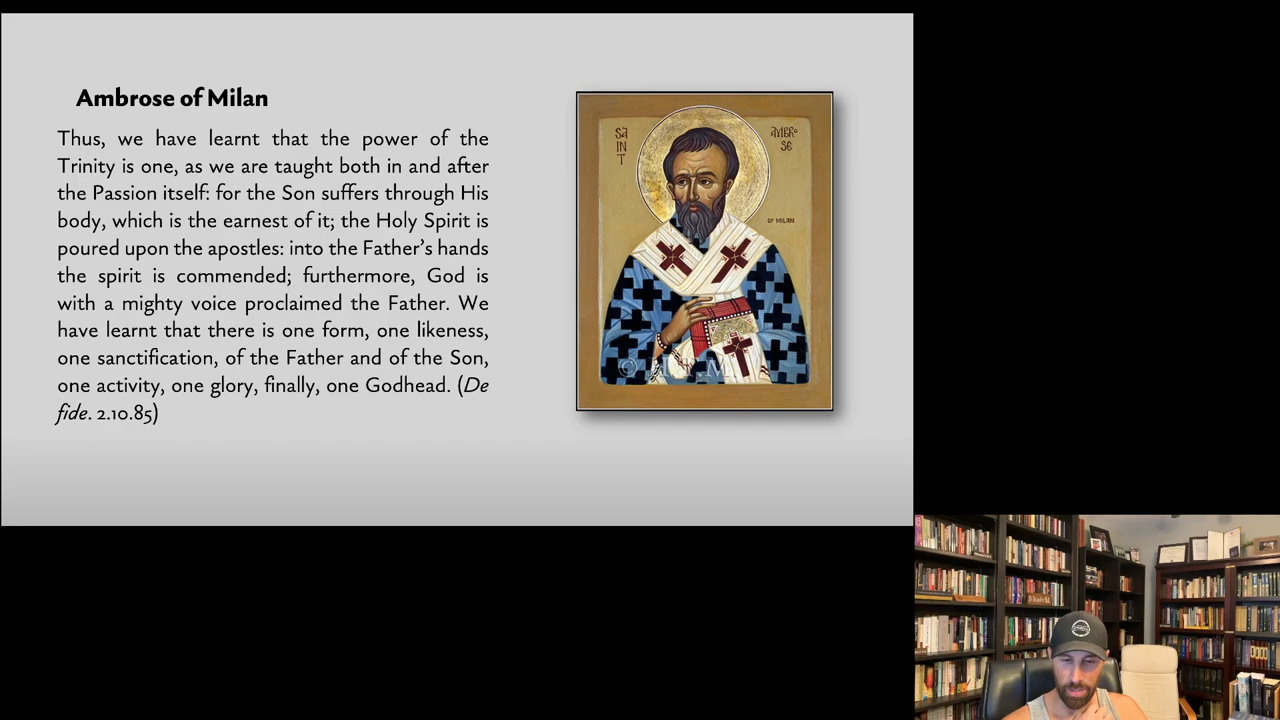 Ambrose of Milan
Thus, we have learnt that the power of the
Trinity is one, as we are taught both in and after
the Passion itself: for the Son suffers through His
body, which is the earnest of it; the Holy Spirit is
poured upon the apostles: into the Father's hands
the spirit is commended; furthermore, God is
with a mighty voice proclaimed the Father. We
have learnt that there is one form, one likeness,
one sanctification, of the Father and of the Son,
one activity, one glory, finally, one Godhead. (De
fide. 2.10.85)
SA
IN
T
AMBRO
SE
OF MILAN